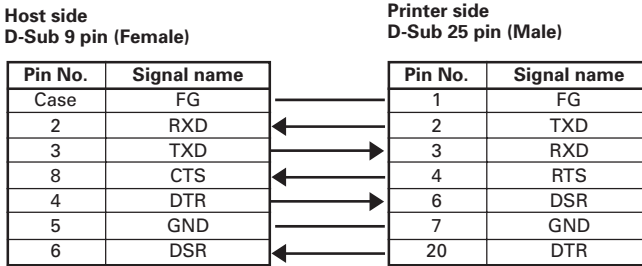 Host side
D-Sub 9 pin (Female)
Printer side
D-Sub 25 pin (Male)
Pin No. Signal name Pin No. Signal name
Case FG 1 FG
2 RXD 2 TXD
3 TXD 3 RXD
8 CTS 4 RTS
4 DTR 6 DSR
5 GND 7 GND
6 DSR 20 DTR